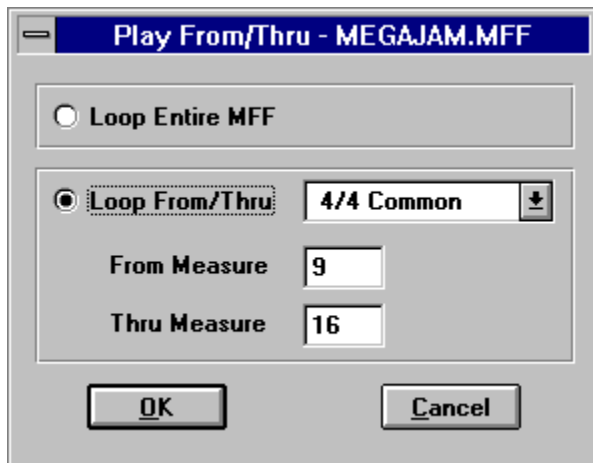 Play From/Thru - MEGAJAM.MFF
Loop Entire MFF
Loop From/Thru 4/4 Common
From Measure 9
Thru Measure 16
OK Cancel